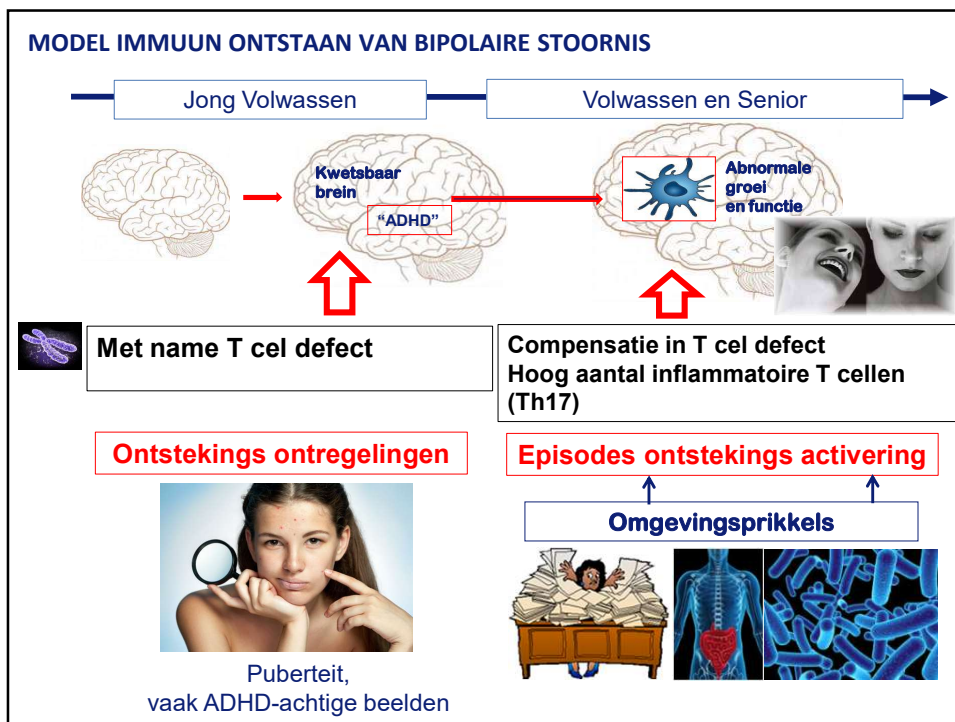 MODEL IMMUUN ONTSTAAN VAN BIPOLAIRE STOORNIS
Jong Volwassen
Volwassen en Senior
Kwetsbaar
brein
"ADHD"
Abnormale
groei
en functie
Met name T cel defect
Compensatie in T cel defect
Hoog aantal inflammatoire T cellen
(Th17)
Ontstekings ontregelingen
Episodes ontstekings activering
Omgevingsprikkels
Puberteit,
vaak ADHD-achtige beelden